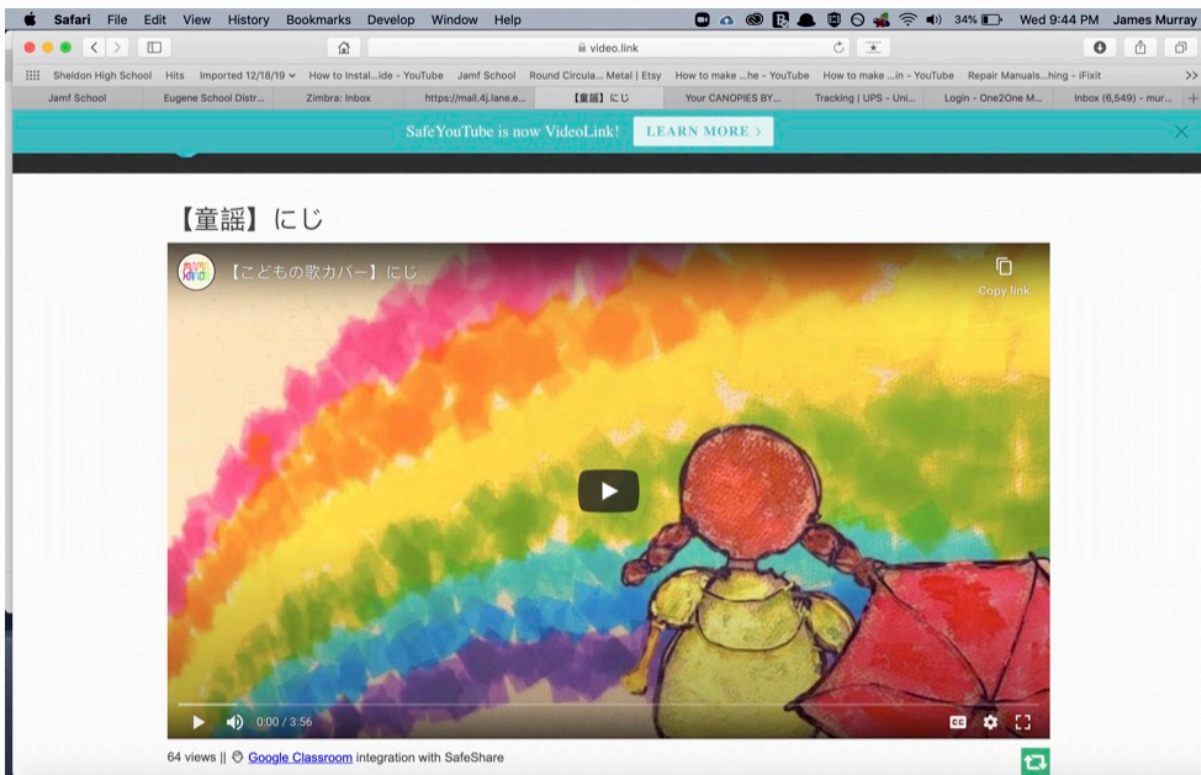 Safari File Edit View History Bookmarks Develop Window Help 34% Wed 9:44 PM James Murray
video.link
Sheldon High School Hits Imported 12/18/19 How to Instal...ide - YouTube Jamf School Round Circula... Metal | Etsy How to make ...he - YouTube How to make ...in - YouTube Repair Manuals...hing - iFixit >>
Jamf School Eugene School Distr... Zimbra: Inbox https://mail.4j.lane.e... 【童謡】にじ Your CANOPIES BY... Tracking | UPS - Uni... Login - One2One M... Inbox (6,549) - mur... +
SafeYouTube is now VideoLink! LEARN MORE >
【童謡】にじ
【こどもの歌カバー】にじ
Copy link
0:00 / 3:56
CC
64 views || Google Classroom integration with SafeShare